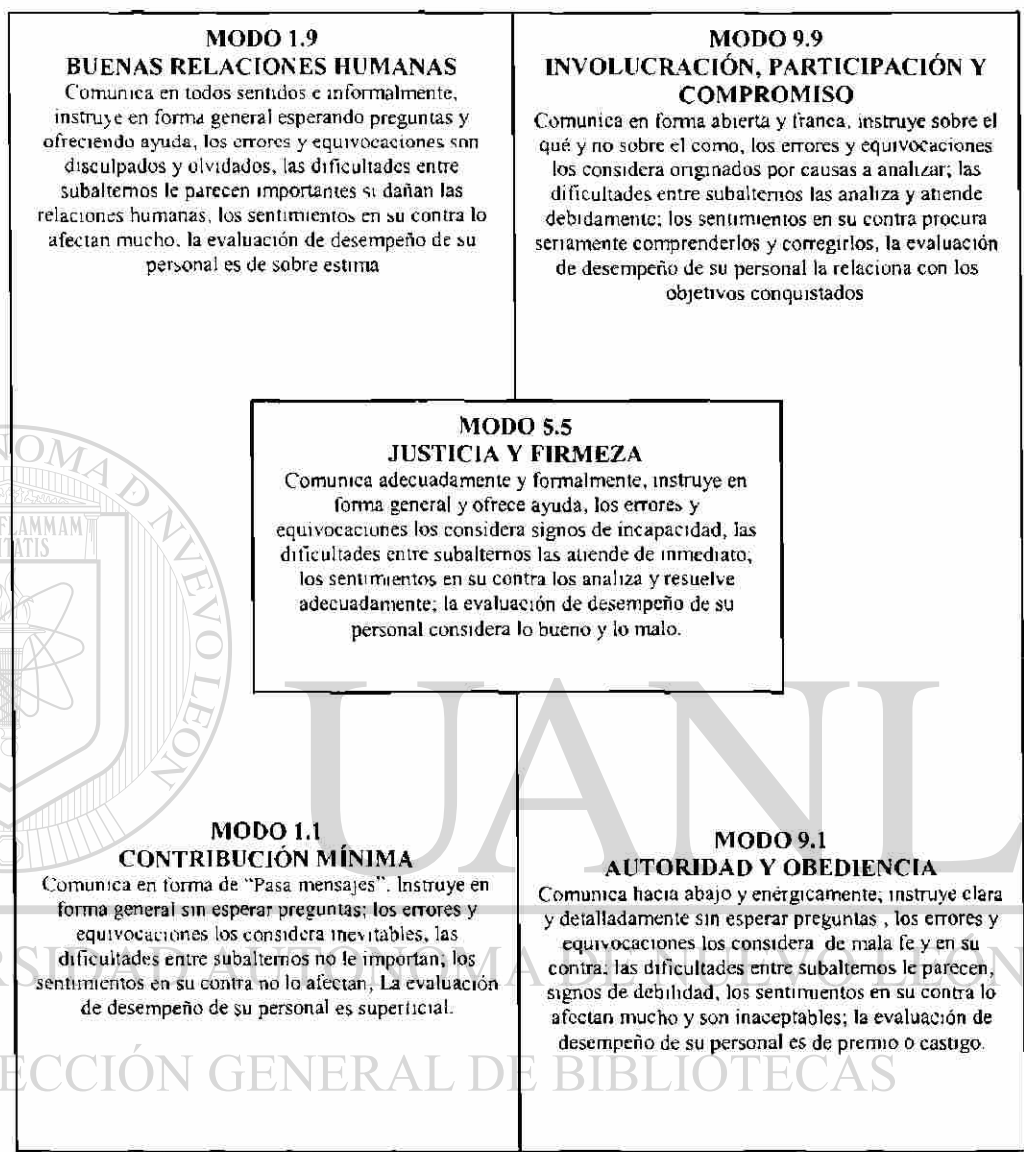 MODO 1.9
BUENAS RELACIONES HUMANAS
Comunica en todos sentidos e informalmente,
instruye en forma general esperando preguntas y
ofreciendo ayuda, los errores y equivocaciones son
disculpados y olvidados, las dificultades entre
subalternos le parecen importantes si dañan las
relaciones humanas, los sentimientos en su contra lo
afectan mucho, la evaluación de desempeño de su
personal es de sobre estima
MODO 9.9
INVOLUCRACIÓN, PARTICIPACIÓN Y
COMPROMISO
Comunica en forma abierta y franca, instruye sobre el
qué y no sobre el como, los errores y equivocaciones
los considera originados por causas a analizar; las
dificultades entre subalternos las analiza y atiende
debidamente; los sentimientos en su contra procura
seriamente comprenderlos y corregirlos, la evaluación
de desempeño de su personal la relaciona con los
objetivos conquistados
MODO 5.5
JUSTICIA Y FIRMEZA
Comunica adecuadamente y formalmente, instruye en
forma general y ofrece ayuda, los errores y
equivocaciones los considera signos de incapacidad, las
dificultades entre subalternos las atiende de inmediato;
los sentimientos en su contra los analiza y resuelve
adecuadamente; la evaluación de desempeño de su
personal considera lo bueno y lo malo.
MODO 1.1
CONTRIBUCIÓN MÍNIMA
Comunica en forma de "Pasa mensajes". Instruye en
forma general sin esperar preguntas; los errores y
equivocaciones los considera inevitables, las
dificultades entre subalternos no le importan; los
sentimientos en su contra no lo afectan, La evaluación
de desempeño de su personal es superficial.
MODO 9.1
AUTORIDAD Y OBEDIENCIA
Comunica hacia abajo y enérgicamente; instruye clara
y detalladamente sin esperar preguntas , los errores y
equivocaciones los considera de mala fe y en su
contra; las dificultades entre subalternos le parecen,
signos de debilidad, los sentimientos en su contra lo
afectan mucho y son inaceptables; la evaluación de
desempeño de su personal es de premio o castigo.
NOMA DE NUEVO LEON
FLAMMAM
TATIS
UANL
ERSIDAD AUTÓNOMA DE NUEVO LEÓN
ECCIÓN GENERAL DE BIBLIOTECAS